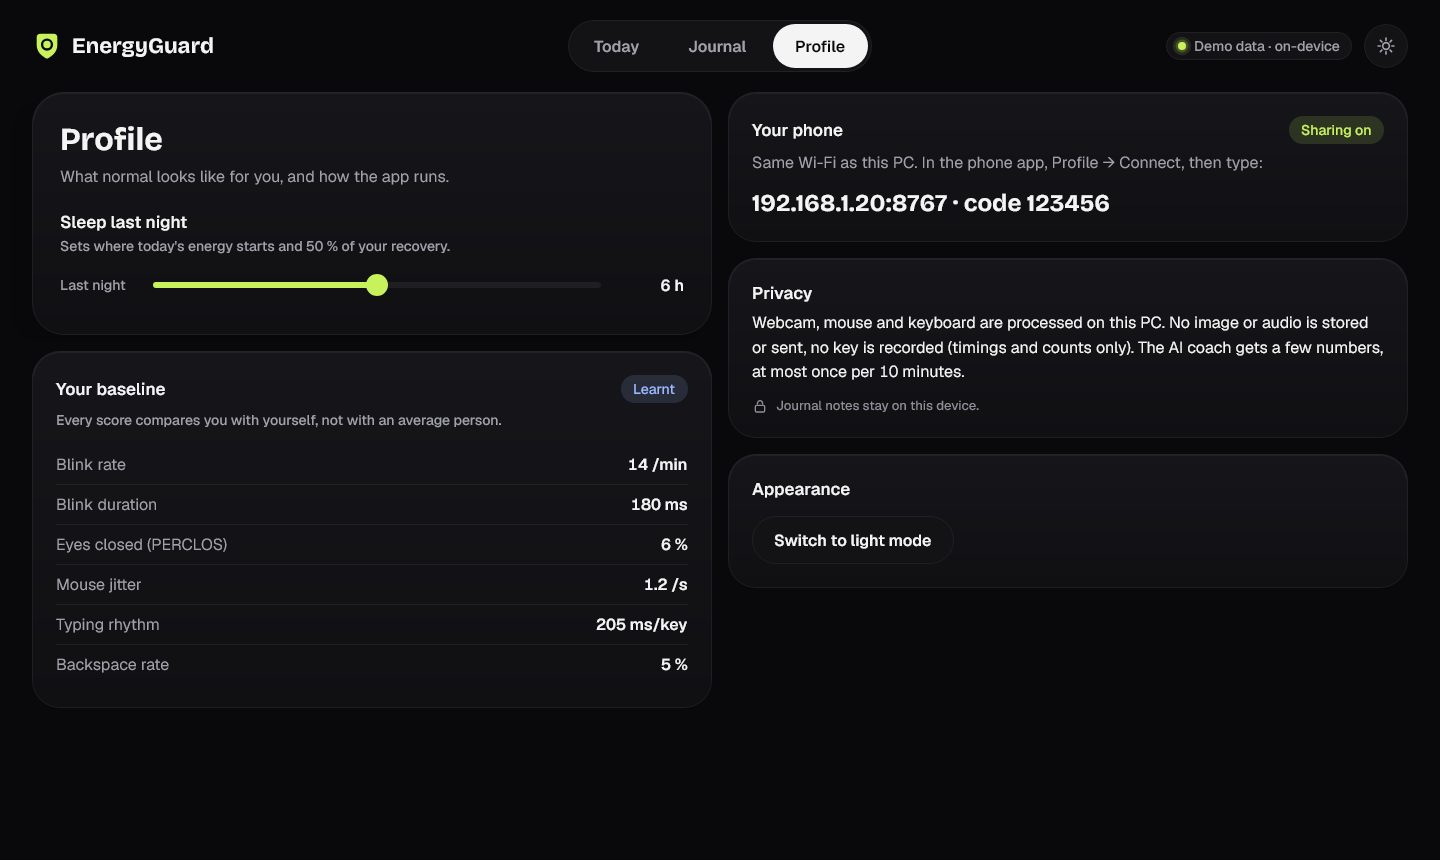 EnergyGuard
Today
Journal
Profile
Demo data · on-device
Profile
What normal looks like for you, and how the app runs.
Sleep last night
Sets where today's energy starts and 50 % of your recovery.
Last night
6 h
Your baseline
Learnt
Every score compares you with yourself, not with an average person.
Blink rate
14 /min
Blink duration
180 ms
Eyes closed (PERCLOS)
6 %
Mouse jitter
1.2 /s
Typing rhythm
205 ms/key
Backspace rate
5 %
Your phone
Sharing on
Same Wi-Fi as this PC. In the phone app, Profile → Connect, then type:
192.168.1.20:8767 · code 123456
Privacy
Webcam, mouse and keyboard are processed on this PC. No image or audio is stored
or sent, no key is recorded (timings and counts only). The AI coach gets a few numbers,
at most once per 10 minutes.
Journal notes stay on this device.
Appearance
Switch to light mode